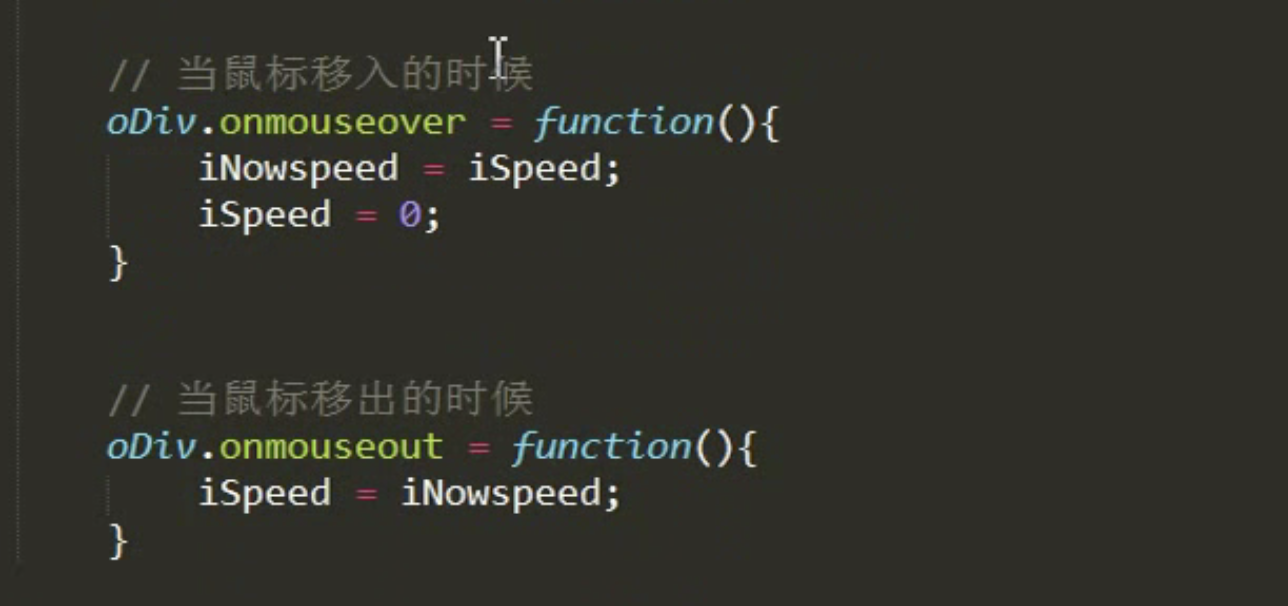 // 当鼠标移入的时候
oDiv.onmouseover = function(){
iNowspeed = iSpeed;
iSpeed = 0;
}
// 当鼠标移出的时候
oDiv.onmouseout = function(){
iSpeed = iNowspeed;
}